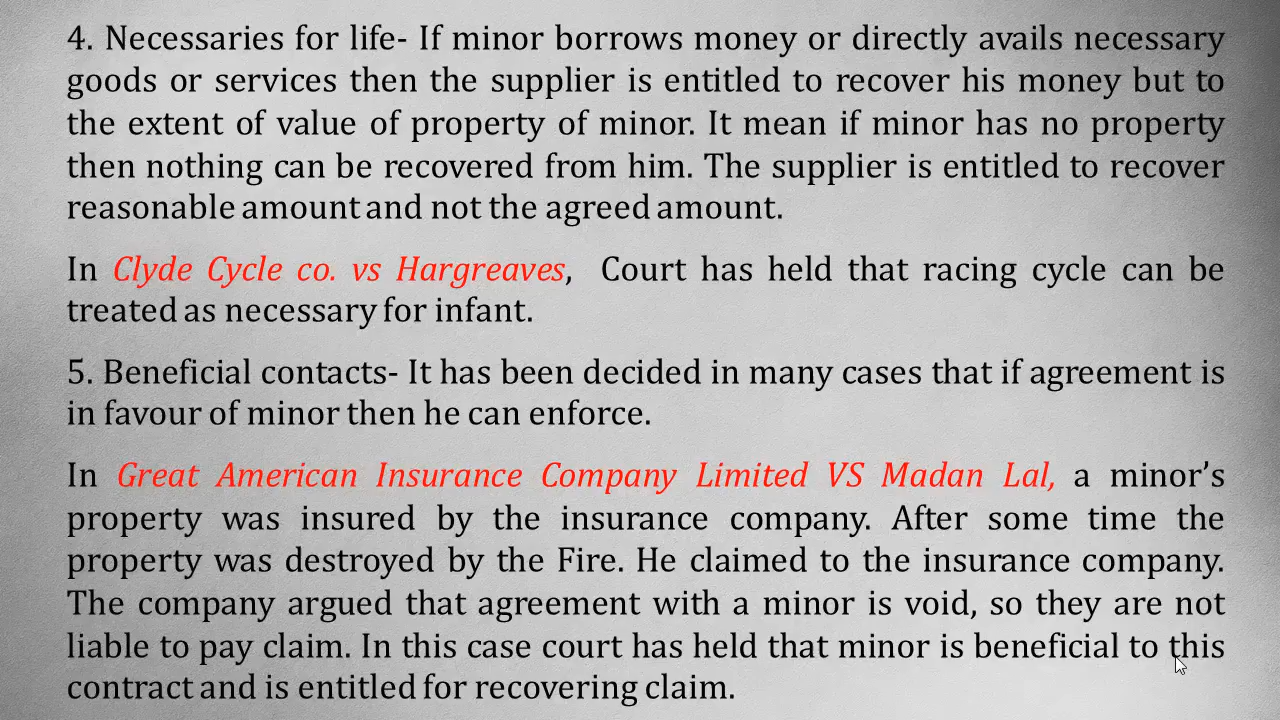 4. Necessaries for life- If minor borrows money or directly avails necessary
goods or services then the supplier is entitled to recover his money but to
the extent of value of property of minor. It mean if minor has no property
then nothing can be recovered from him. The supplier is entitled to recover
reasonable amount and not the agreed amount.
In Clyde Cycle co. vs Hargreaves, Court has held that racing cycle can be
treated as necessary for infant.
5. Beneficial contacts- It has been decided in many cases that if agreement is
in favour of minor then he can enforce.
In Great American Insurance Company Limited VS Madan Lal, a minor’s
property was insured by the insurance company. After some time the
property was destroyed by the Fire. He claimed to the insurance company.
The company argued that agreement with a minor is void, so they are not
liable to pay claim. In this case court has held that minor is beneficial to this
contract and is entitled for recovering claim.